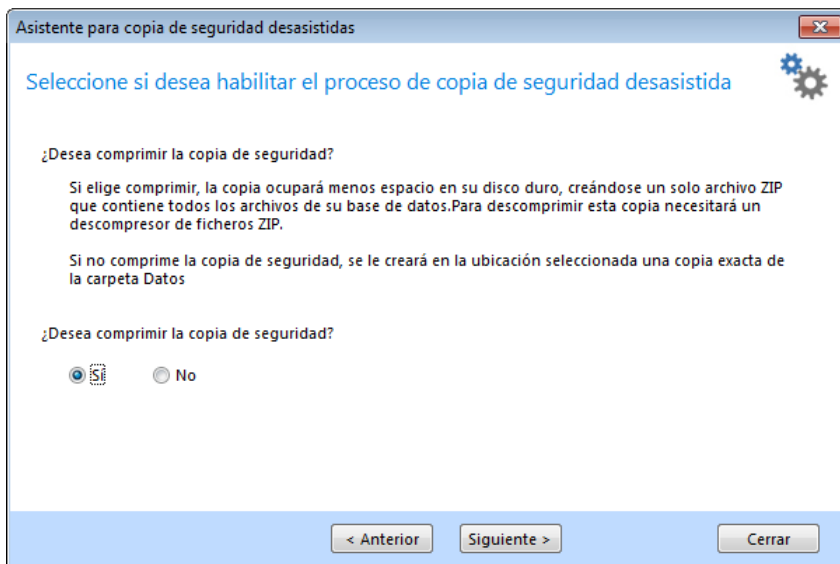 Asistente para copia de seguridad desasistidas
Seleccione si desea habilitar el proceso de copia de seguridad desasistida
¿Desea comprimir la copia de seguridad?
Si elige comprimir, la copia ocupará menos espacio en su disco duro, creándose un solo archivo ZIP
que contiene todos los archivos de su base de datos.Para descomprimir esta copia necesitará un
descompresor de ficheros ZIP.
Si no comprime la copia de seguridad, se le creará en la ubicación seleccionada una copia exacta de
la carpeta Datos
¿Desea comprimir la copia de seguridad?
Sí No
< Anterior Siguiente > Cerrar